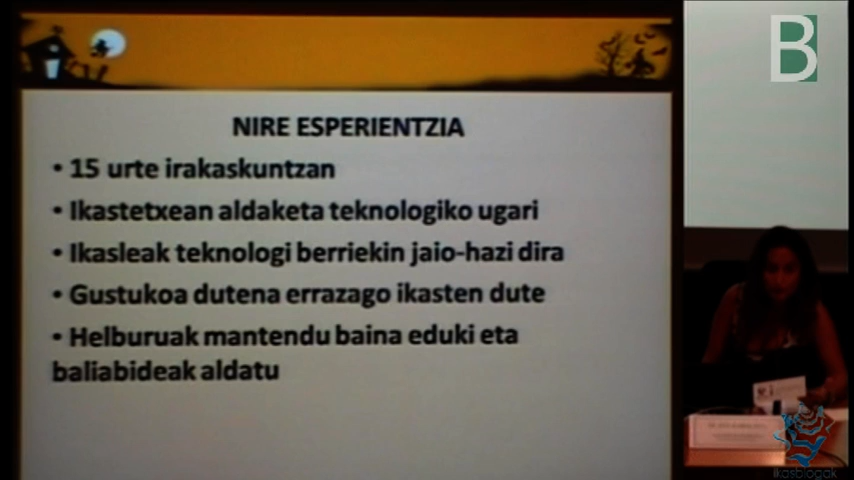 B
NIRE ESPERIENTZIA
• 15 urte irakaskuntzan
• Ikastetxean aldaketa teknologiko ugari
• Ikasleak teknologi berriekin jaio-hazi dira
• Gustukoa dutena errazago ikasten dute
• Helburuak mantendu baina eduki eta
baliabideak aldatu
ikasblogak